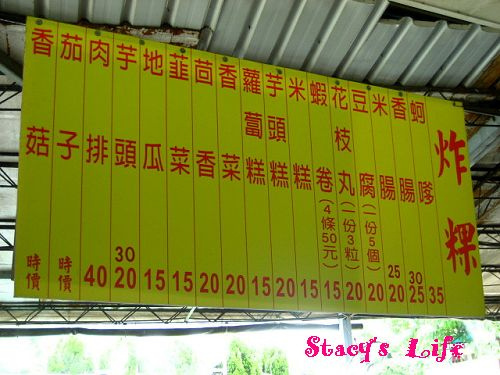 炸粿
蚵嗲 35
香腸 30 25
米腸 25 20
豆腐(一份5個) 20
花枝丸(一份3粒) 20
蝦卷(4條50元) 15
米糕 15
芋頭糕 20
蘿蔔糕 15
香菜 20
茴香 20
韮菜 15
地瓜 15
芋頭 30 20
肉排 40
茄子 時價
香菇 時價
Stacy's Life